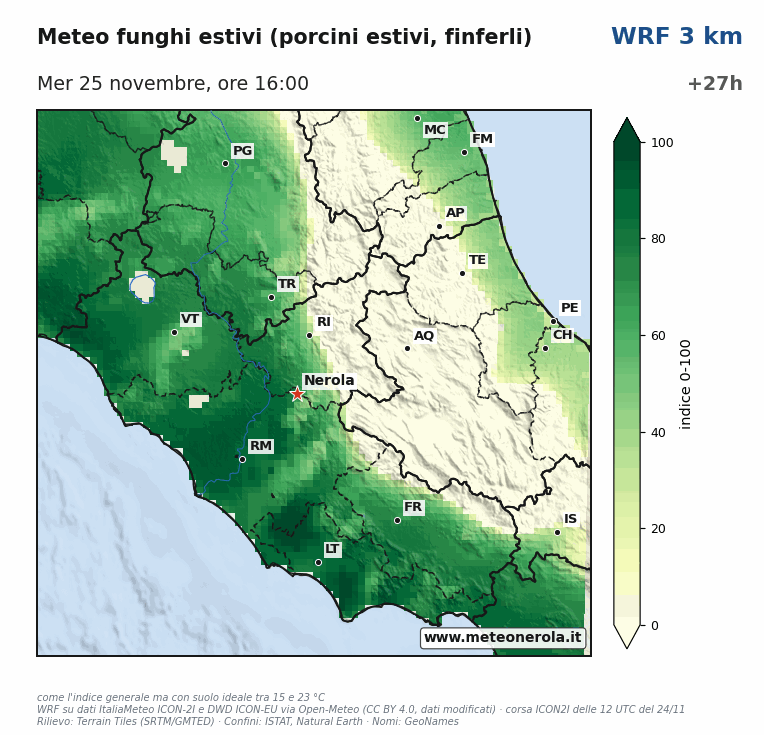 Meteo funghi estivi (porcini estivi, finferli)
WRF 3 km
Mer 25 novembre, ore 16:00
+27h
MC
FM
PG
AP
TE
TR
PE
VT
RI
AQ
CH
Nerola
RM
FR
IS
LT
www.meteonerola.it
100
80
60
40
20
0
indice 0-100
come l'indice generale ma con suolo ideale tra 15 e 23 °C
WRF su dati ItaliaMeteo ICON-2I e DWD ICON-EU via Open-Meteo (CC BY 4.0, dati modificati) · corsa ICON2I delle 12 UTC del 24/11
Rilievo: Terrain Tiles (SRTM/GMTED) · Confini: ISTAT, Natural Earth · Nomi: GeoNames